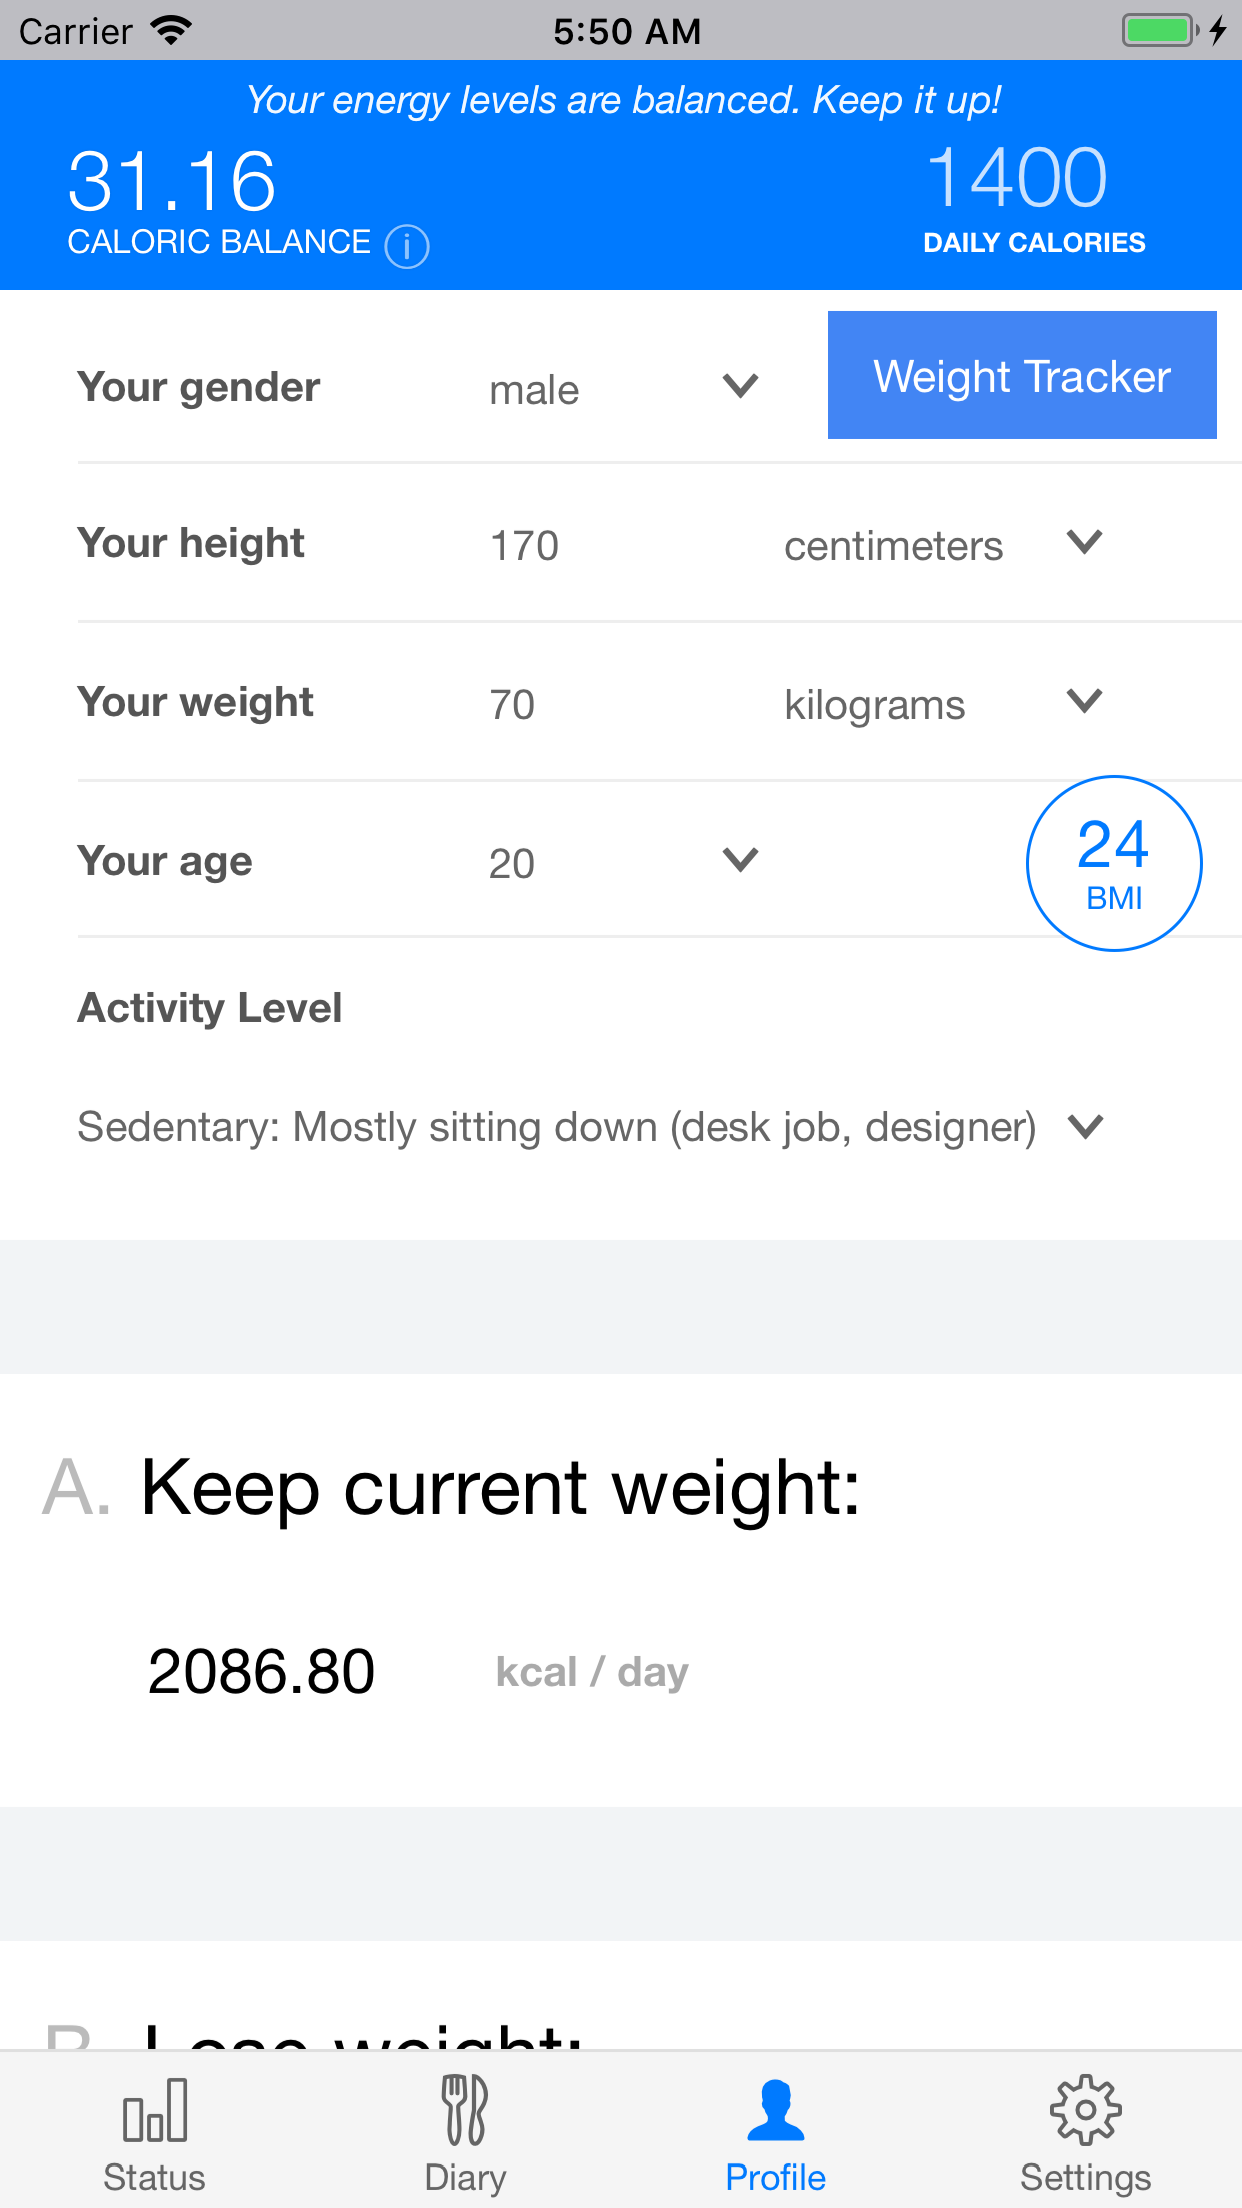 Carrier 5:50 AM
Your energy levels are balanced. Keep it up!
31.16 1400
CALORIC BALANCE i DAILY CALORIES
Your gender male Weight Tracker
Your height 170 centimeters
Your weight 70 kilograms
Your age 20 24
BMI
Activity Level
Sedentary: Mostly sitting down (desk job, designer)
A. Keep current weight:
2086.80 kcal / day
B. Lose weight:
Status Diary Profile Settings